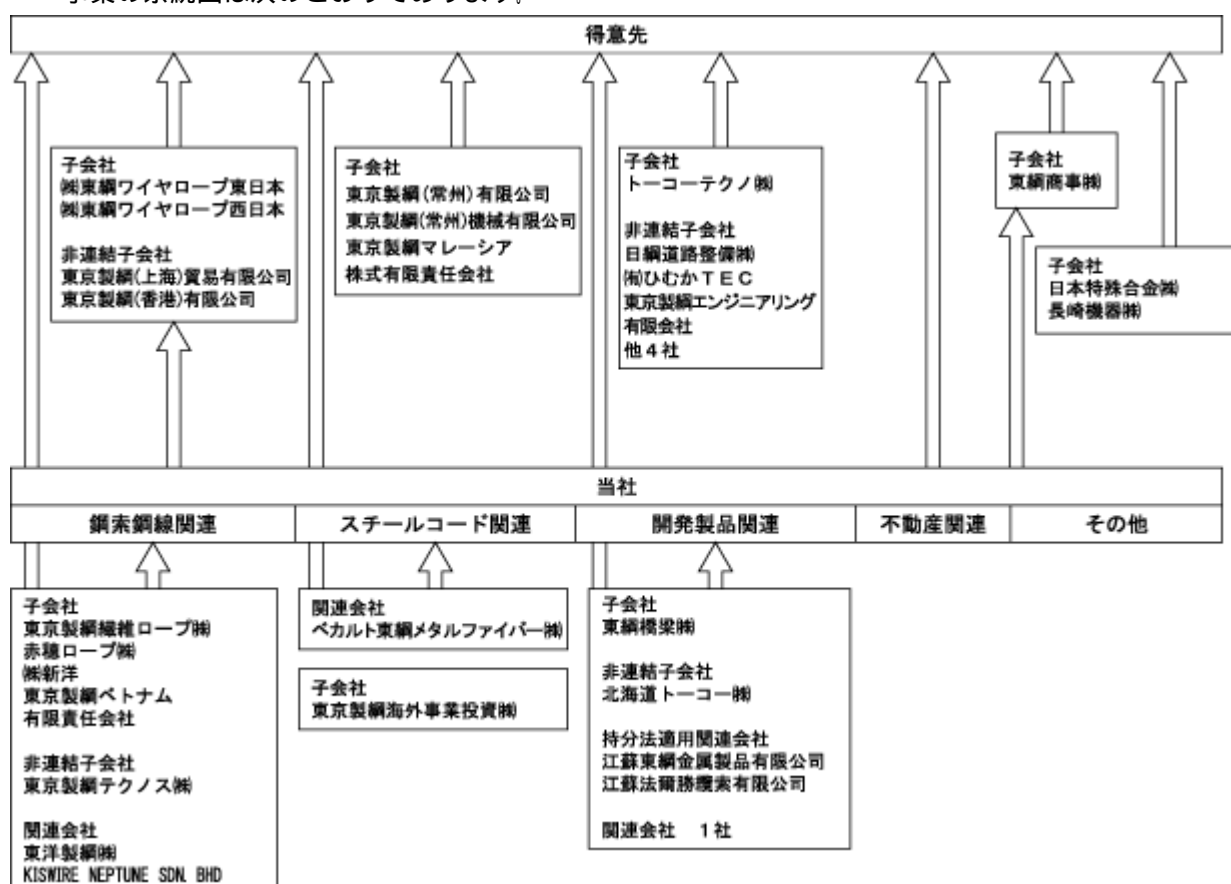 事業の系統図は次のとおりであります。
得意先
子会社
㈱東綱ワイヤロープ東日本
㈱東綱ワイヤロープ西日本
非連結子会社
東京製綱(上海)貿易有限公司
東京製綱(香港)有限公司
子会社
東京製綱(常州)有限公司
東京製綱(常州)機械有限公司
東京製綱マレーシア
株式有限責任会社
子会社
トーコーテクノ㈱
非連結子会社
日綱道路整備㈱
㈲ひむかTEC
東京製綱エンジニアリング
有限会社
他4社
子会社
東綱商事㈱
子会社
日本特殊合金㈱
長崎機器㈱
当社
鋼索鋼線関連
スチールコード関連
開発製品関連
不動産関連
その他
子会社
東京製綱繊維ロープ㈱
赤穂ロープ㈱
㈱新洋
東京製綱ベトナム
有限責任会社
非連結子会社
東京製綱テクノス㈱
関連会社
東洋製綱㈱
KISWIRE NEPTUNE SDN. BHD
関連会社
ベカルト東綱メタルファイバー㈱
子会社
東京製綱海外事業投資㈱
子会社
東綱橋梁㈱
非連結子会社
北海道トーコー㈱
持分法適用関連会社
江蘇東綱金属製品有限公司
江蘇法爾勝纜索有限公司
関連会社 1社